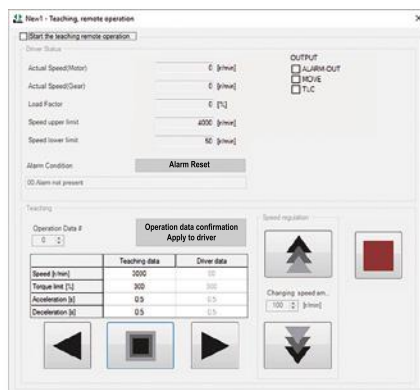 New1 - Teaching, remote operation
Start the teaching remote operation
Driver Status
Actual Speed(Motor) 0 [r/min]
Actual Speed(Gear) 0 [r/min]
Load Factor 0 [%]
Speed upper limit 4000 [r/min]
Speed lower limit 50 [r/min]
OUTPUT
ALARM-OUT
MOVE
TLC
Alarm Condition
Alarm Reset
00:Alarm not present
Teaching
Operation Data #
0
Operation data confirmation
Apply to driver
Teaching data Driver data
Speed [r/min] 3000
Torque limit [%] 300 300
Acceleration [s] 0.5 0.5
Deceleration [s] 0.5 0.5
Speed regulation
Changing speed am...
100 [r/min]